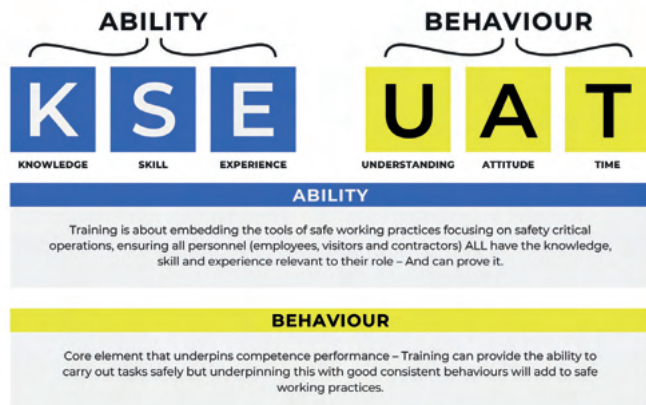 ABILITY
BEHAVIOUR
K S E
U A T
KNOWLEDGE SKILL EXPERIENCE
UNDERSTANDING ATTITUDE TIME
ABILITY
Training is about embedding the tools of safe working practices focusing on safety critical
operations, ensuring all personnel (employees, visitors and contractors) ALL have the knowledge,
skill and experience relevant to their role – And can prove it.
BEHAVIOUR
Core element that underpins competence performance – Training can provide the ability to
carry out tasks safely but underpinning this with good consistent behaviours will add to safe
working practices.